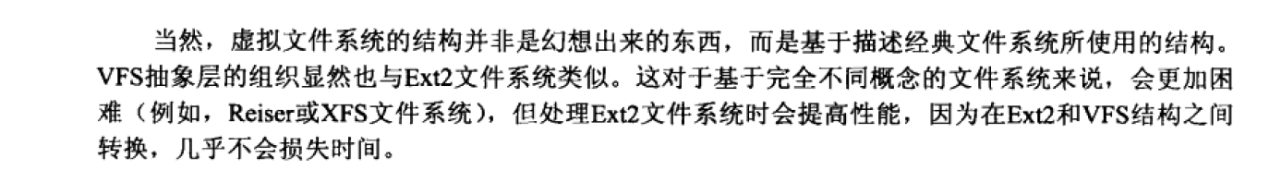 当然，虚拟文件系统的结构并非是幻想出来的东西，而是基于描述经典文件系统所使用的结构。
VFS抽象层的组织显然也与Ext2文件系统类似。这对于基于完全不同概念的文件系统来说，会更加困
难（例如，Reiser或XFS文件系统），但处理Ext2文件系统时会提高性能，因为在Ext2和VFS结构之间
转换，几乎不会损失时间。